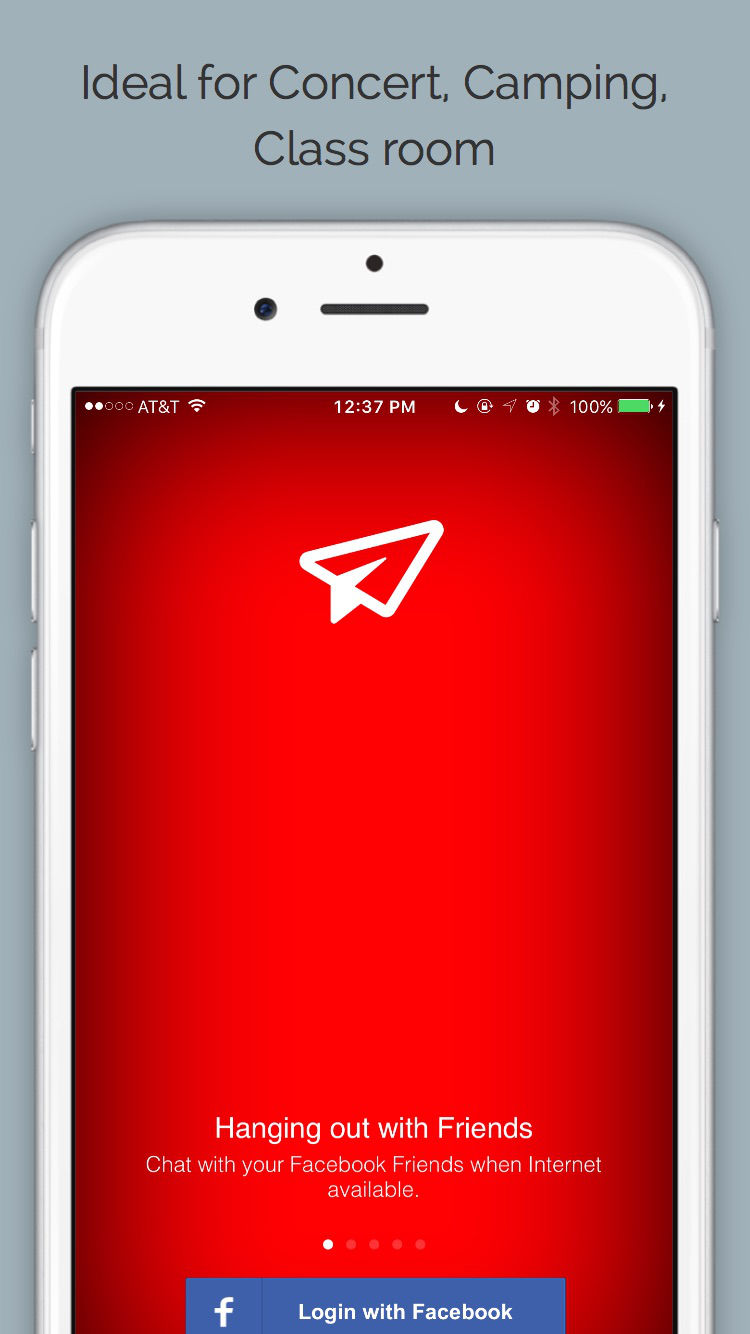 Ideal for Concert, Camping,
Class room
AT&T 12:37 PM 100%
Hanging out with Friends
Chat with your Facebook Friends when Internet
available.
f Login with Facebook